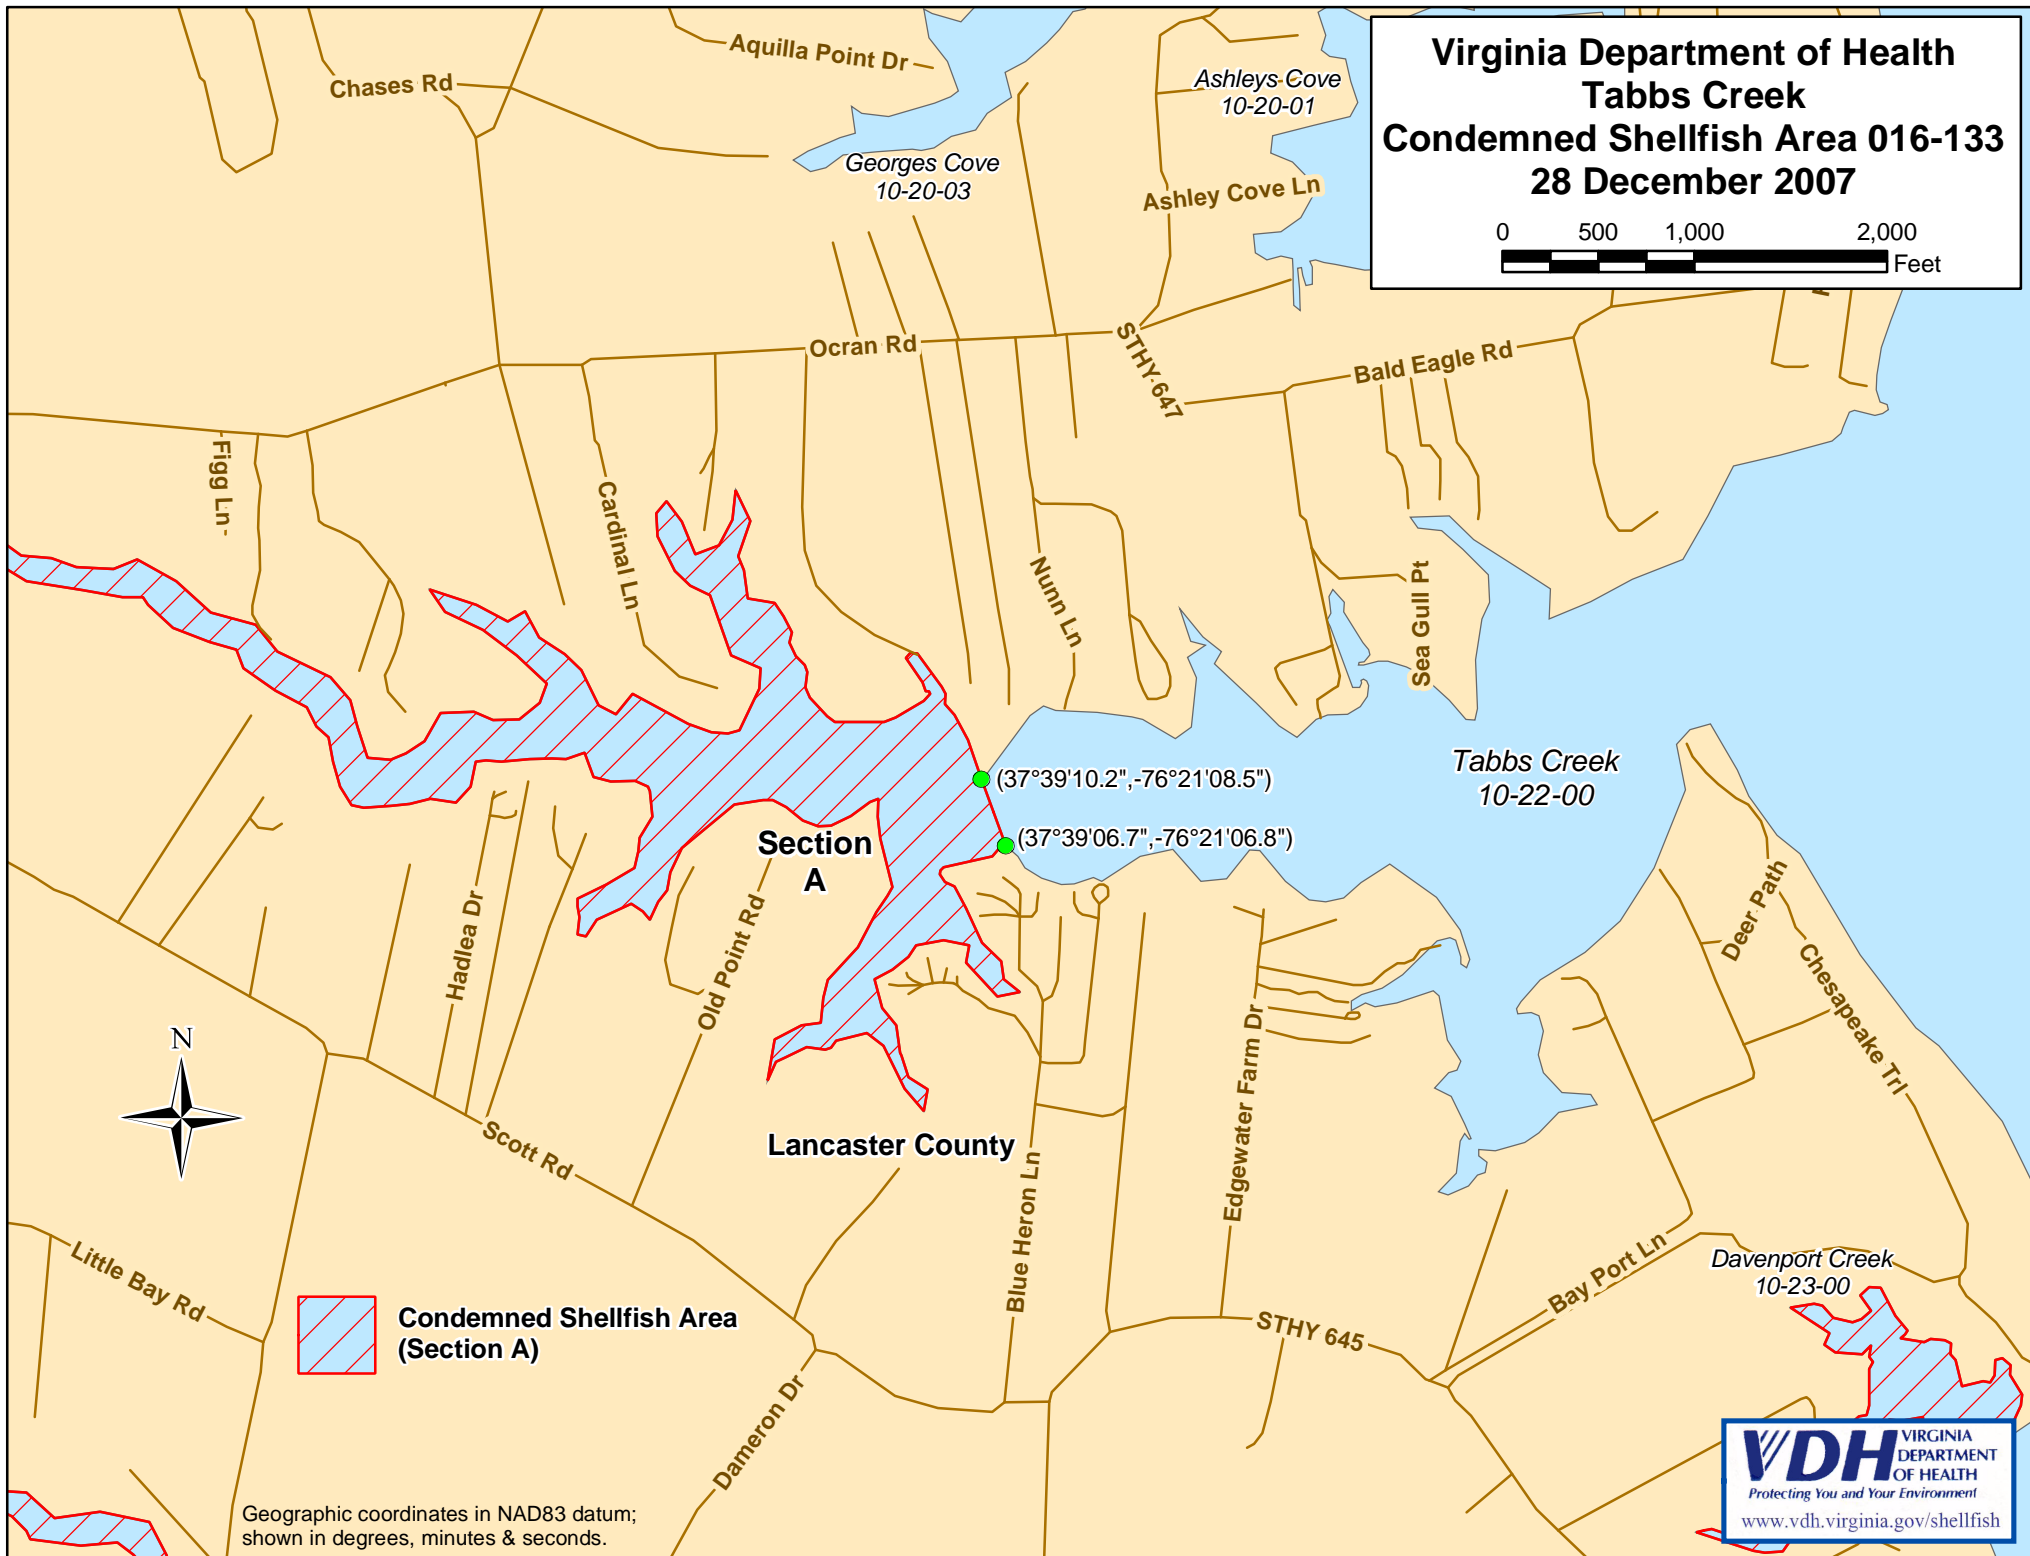 Virginia Department of Health
Tabbs Creek
Condemned Shellfish Area 016-133
28 December 2007
0 500 1,000 2,000
Feet
Aquilla Point Dr
Chases Rd
Ashleys Cove
10-20-01
Georges Cove
10-20-03
Ashley Cove Ln
Ocran Rd
STHY 647
Bald Eagle Rd
Figg Ln
Cardinal Ln
Nunn Ln
Sea Gull Pt
Tabbs Creek
10-22-00
(37°39'10.2",-76°21'08.5")
(37°39'06.7",-76°21'06.8")
Section
A
Hadlea Dr
Old Point Rd
Deer Path
Chesapeake Trl
Edgewater Farm Dr
N
Scott Rd
Lancaster County
Blue Heron Ln
Little Bay Rd
Bay Port Ln
Davenport Creek
10-23-00
STHY 645
Condemned Shellfish Area
(Section A)
Dameron Dr
Geographic coordinates in NAD83 datum;
shown in degrees, minutes & seconds.
VDH VIRGINIA
DEPARTMENT
OF HEALTH
Protecting You and Your Environment
www.vdh.virginia.gov/shellfish